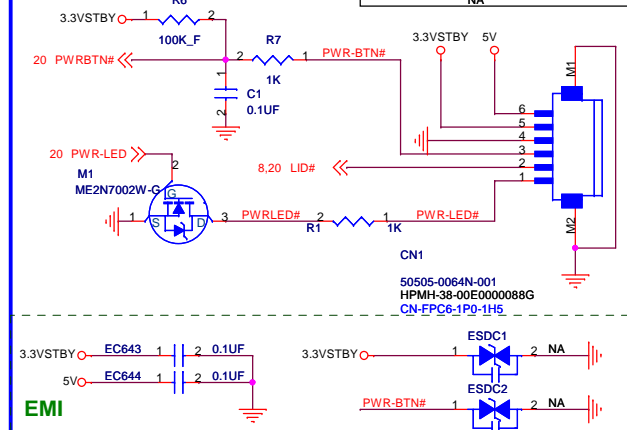 R6
NA
3.3VSTBY 1 2
100K_F
R7
3.3VSTBY 5V
20 PWRBTN# 2 1 PWR-BTN#
1K
1
C1
0.1UF
2
M1
6
5
4
3
2
1
20 PWR-LED
2
8,20 LID#
M1
ME2N7002W-G
G
1 S D 3 PWRLED# 2 1 PWR-LED#
R1 1K
M2
CN1
50505-0064N-001
HPMH-38-00E0000088G
CN-FPC6-1P0-1H5
3.3VSTBY EC643 1 2 0.1UF
5V EC644 1 2 0.1UF
EMI
ESDC1
3.3VSTBY 1 2 NA
ESDC2
PWR-BTN# 1 2 NA